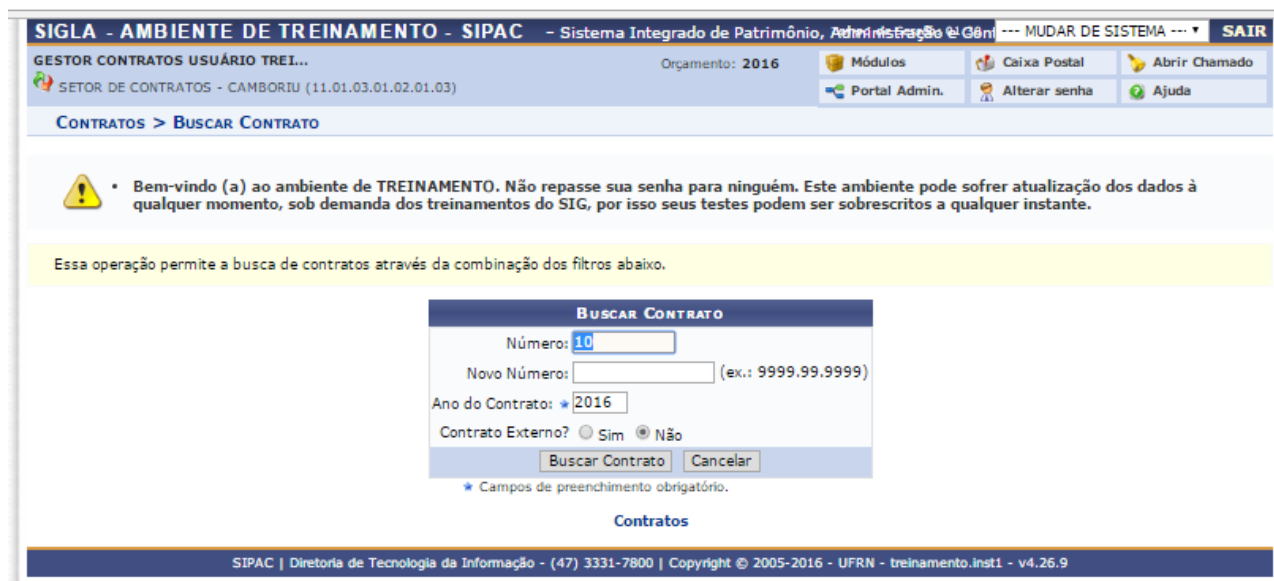 SIGLA - AMBIENTE DE TREINAMENTO - SIPAC - Sistema Integrado de Patrimônio, --- MUDAR DE SISTEMA --- SAIR
GESTOR CONTRATOS USUÁRIO TREI... Orçamento: 2016 Módulos Caixa Postal Abrir Chamado
SETOR DE CONTRATOS - CAMBORIU (11.01.03.01.02.01.03) Portal Admin. Alterar senha Ajuda
CONTRATOS > BUSCAR CONTRATO
• Bem-vindo (a) ao ambiente de TREINAMENTO. Não repasse sua senha para ninguém. Este ambiente pode sofrer atualização dos dados à
qualquer momento, sob demanda dos treinamentos do SIG, por isso seus testes podem ser sobrescritos a qualquer instante.
Essa operação permite a busca de contratos através da combinação dos filtros abaixo.
BUSCAR CONTRATO
Número: 10
Novo Número: (ex.: 9999.99.9999)
Ano do Contrato: 2016
Contrato Externo? Sim Não
Buscar Contrato Cancelar
Campos de preenchimento obrigatório.
Contratos
SIPAC | Diretoria de Tecnologia da Informação - (47) 3331-7800 | Copyright © 2005-2016 - UFRN - treinamento.inst1 - v4.26.9